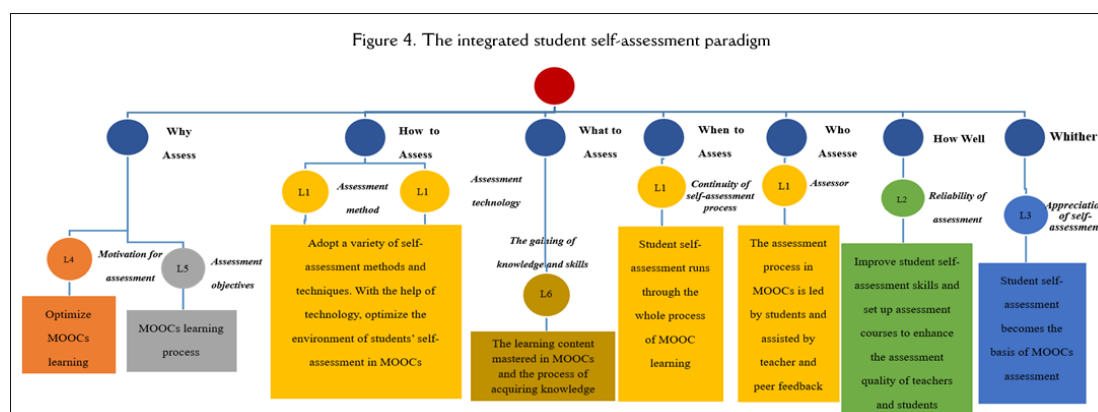 Figure 4. The integrated student self-assessment paradigm
Why
Assess
How to
Assess
What to
Assess
When to
Assess
Who
Assesse
How Well
Whither
L4
Motivation for
assessment
L5
Assessment
objectives
L1
Assessment
method
L1
Assessment
technology
The gaining of
knowledge and skills
L6
L1
Continuity of
self-assessment
process
L1
Assessor
L2
Reliability of
assessment
L3
Appreciation
of self-
assessment
Optimize
MOOCs
learning
MOOCs learning
process
Adopt a variety of self-
assessment methods and
techniques. With the help of
technology, optimize the
environment of students' self-
assessment in MOOCs
The learning content
mastered in MOOCs
and the process of
acquiring knowledge
Student self-
assessment runs
through the
whole process
of MOOC
learning
The assessment
process in
MOOCs is led
by students and
assisted by
teacher and
peer feedback
Improve student self-
assessment skills and
set up assessment
courses to enhance
the assessment
quality of teachers
and students
Student self-assessment
becomes the
basis of MOOCs
assessment